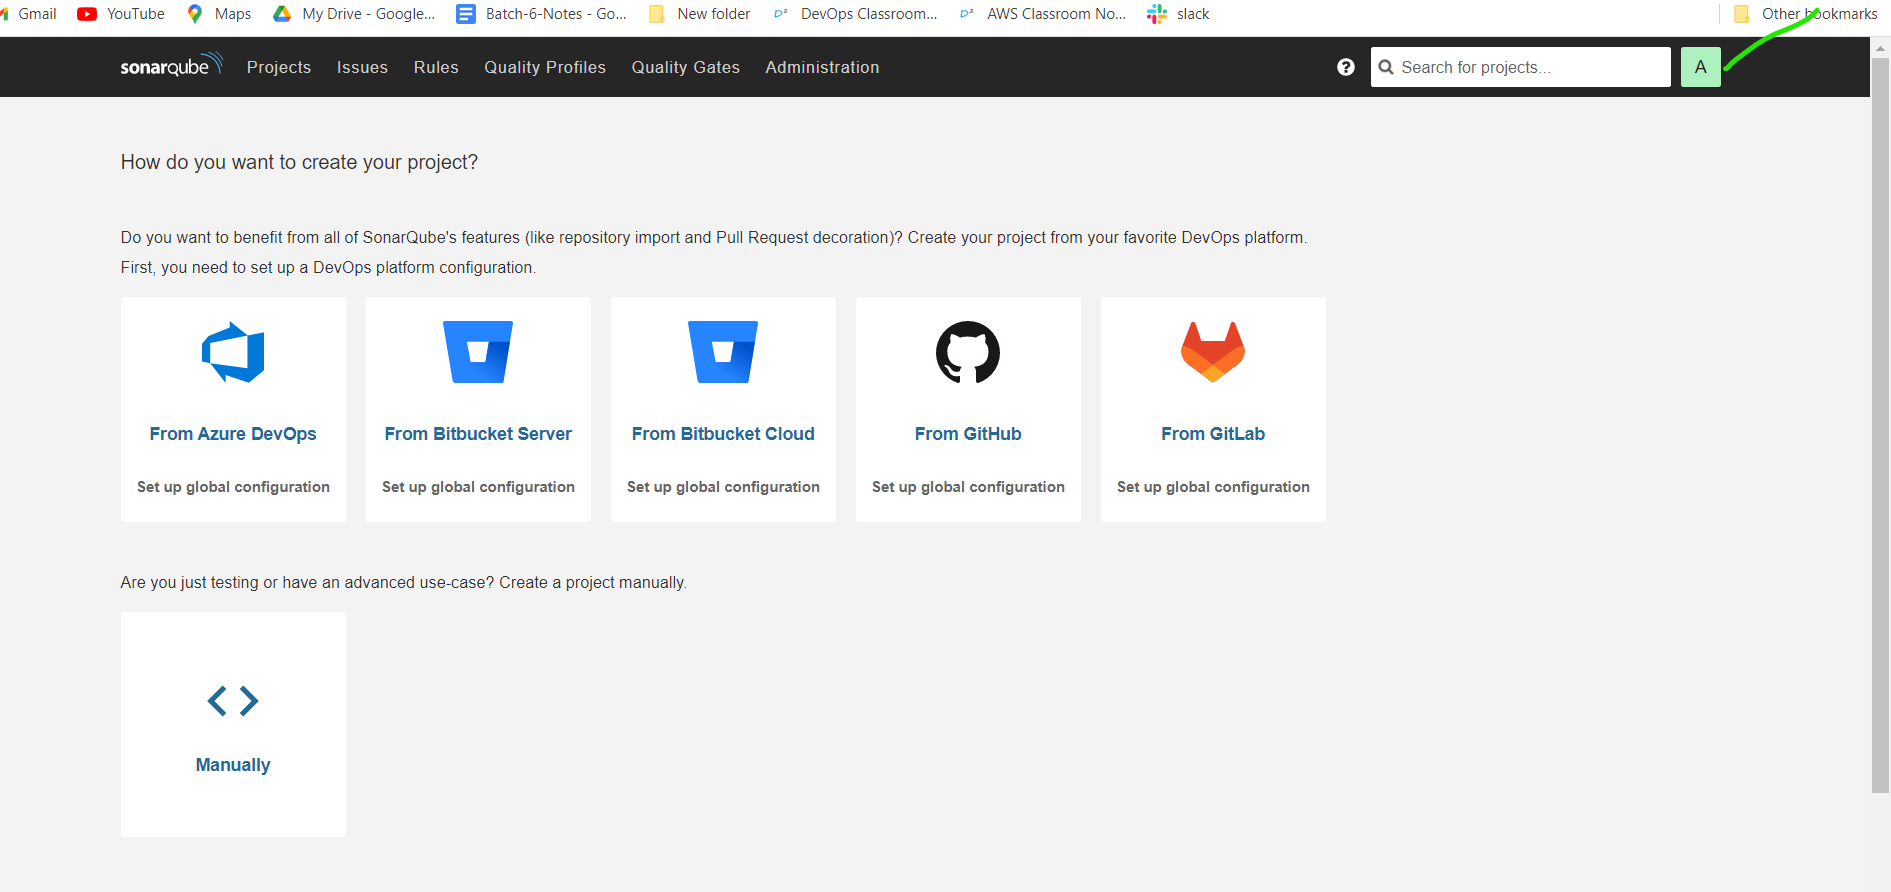 Gmail YouTube Maps My Drive - Google... Batch-6-Notes - Go... New folder DevOps Classroom... AWS Classroom No... slack Other bookmarks
sonarqube Projects Issues Rules Quality Profiles Quality Gates Administration ? Search for projects... A
How do you want to create your project?
Do you want to benefit from all of SonarQube's features (like repository import and Pull Request decoration)? Create your project from your favorite DevOps platform.
First, you need to set up a DevOps platform configuration.
From Azure DevOps From Bitbucket Server From Bitbucket Cloud From GitHub From GitLab
Set up global configuration Set up global configuration Set up global configuration Set up global configuration Set up global configuration
Are you just testing or have an advanced use-case? Create a project manually.
Manually